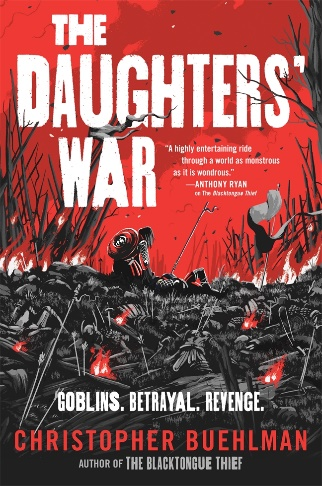 THE
DAUGHTERS'
WAR
"A highly entertaining ride
through a world as monstrous
as it is wondrous."
—ANTHONY RYAN
on The Blacktongue Thief
GOBLINS. BETRAYAL. REVENGE.
CHRISTOPHER BUEHLMAN
AUTHOR OF THE BLACKTONGUE THIEF